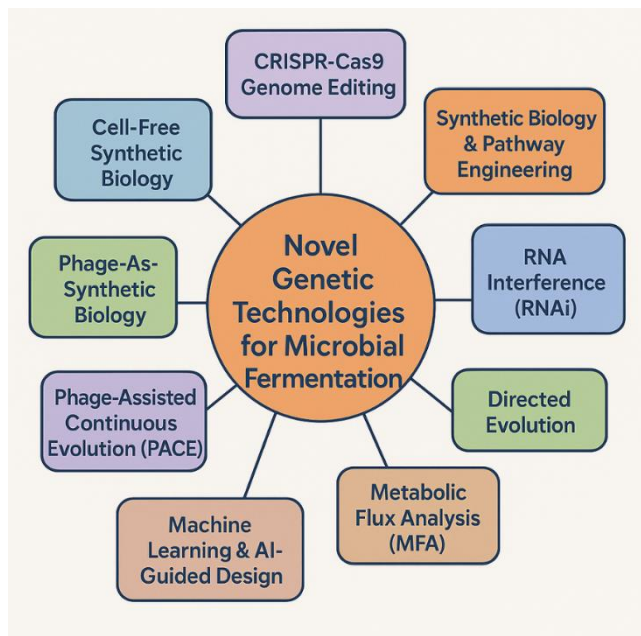 CRISPR-Cas9
Genome Editing
Cell-Free
Synthetic
Biology
Synthetic Biology
& Pathway
Engineering
Novel
Genetic
Technologies
for Microbial
Fermentation
Phage-As-
Synthetic
Biology
RNA
Interference
(RNAi)
Phage-Assisted
Continuous
Evolution (PACE)
Directed
Evolution
Machine
Learning & AI-
Guided Design
Metabolic
Flux Analysis
(MFA)